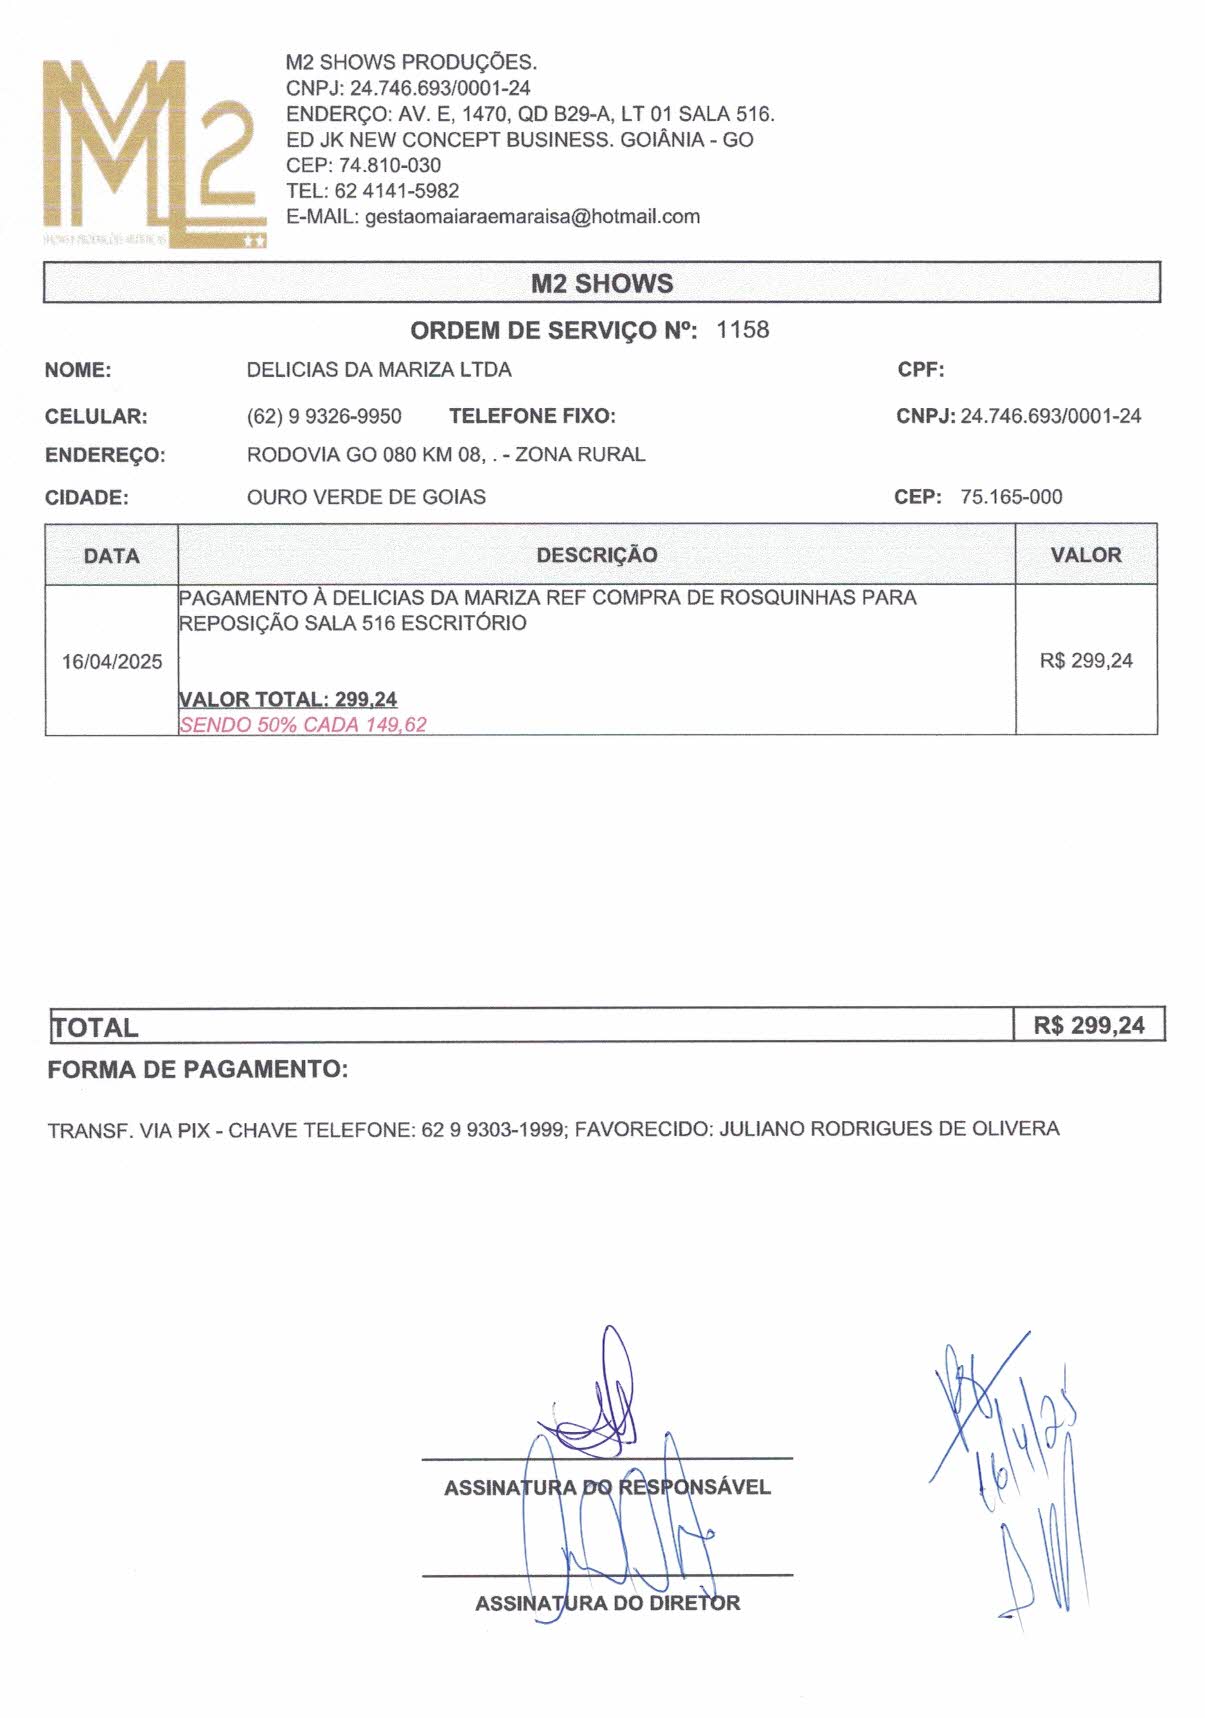 M2
M2 SHOWS PRODUÇÕES.
CNPJ: 24.746.693/0001-24
ENDERÇO: AV. E, 1470, QD B29-A, LT 01 SALA 516.
ED JK NEW CONCEPT BUSINESS. GOIÂNIA - GO
CEP: 74.810-030
TEL: 62 4141-5982
E-MAIL: gestaomaiaraemaraisa@hotmail.com
M2 SHOWS
ORDEM DE SERVIÇO Nº: 1158
NOME: DELICIAS DA MARIZA LTDA CPF:
CELULAR: (62) 9 9326-9950 TELEFONE FIXO: CNPJ: 24.746.693/0001-24
ENDEREÇO: RODOVIA GO 080 KM 08, . - ZONA RURAL
CIDADE: OURO VERDE DE GOIAS CEP: 75.165-000
DATA DESCRIÇÃO VALOR
PAGAMENTO À DELICIAS DA MARIZA REF COMPRA DE ROSQUINHAS PARA
REPOSIÇÃO SALA 516 ESCRITÓRIO
16/04/2025 R$ 299,24
VALOR TOTAL: 299,24
SENDO 50% CADA 149,62
TOTAL R$ 299,24
FORMA DE PAGAMENTO:
TRANSF. VIA PIX - CHAVE TELEFONE: 62 9 9303-1999; FAVORECIDO: JULIANO RODRIGUES DE OLIVERA
16/4/25
ASSINATURA DO RESPONSÁVEL
ASSINATURA DO DIRETOR